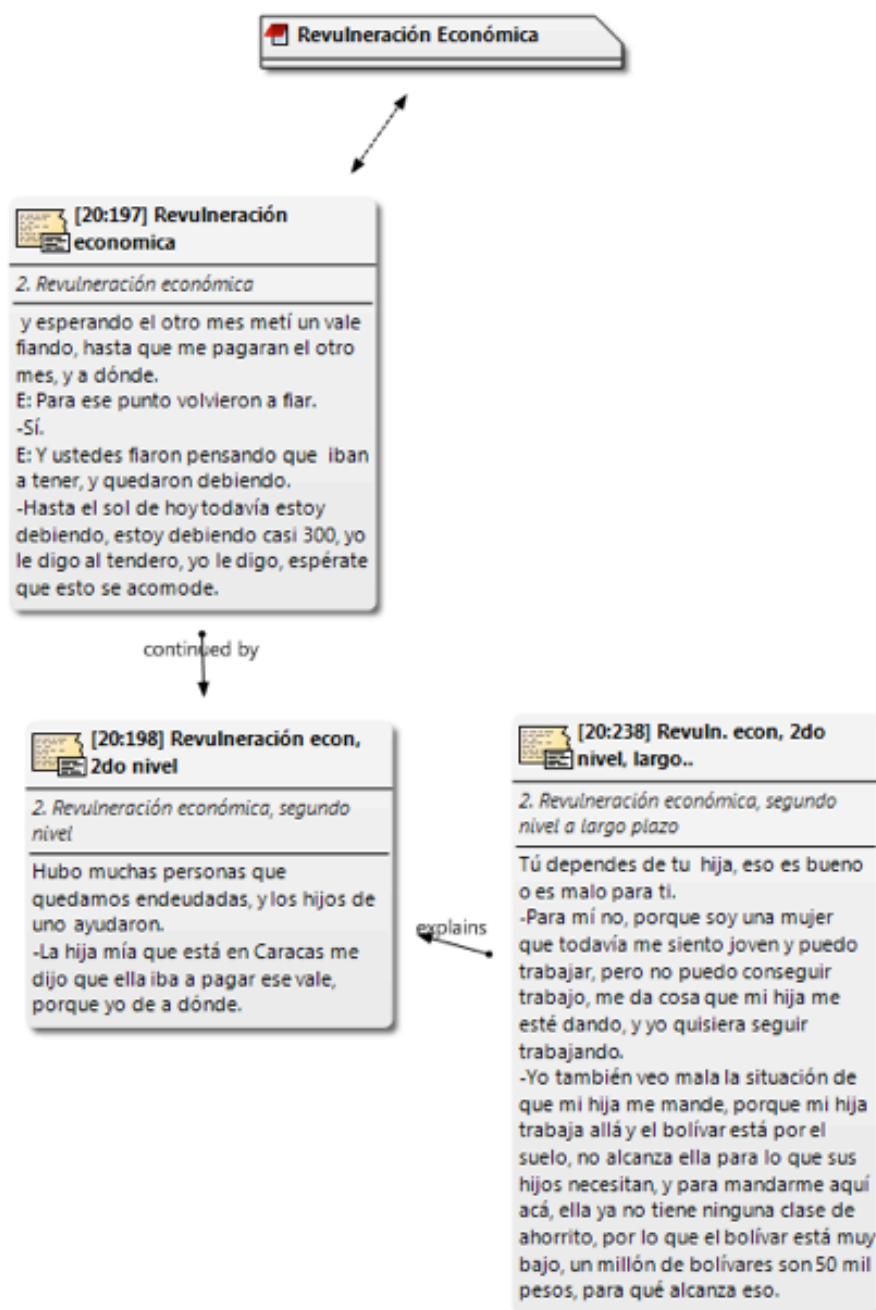 Revulneración Económica
[20:197] Revulneración
economica
2. Revulneración económica
y esperando el otro mes metí un vale
fiando, hasta que me pagaran el otro
mes, y a dónde.
E: Para ese punto volvieron a fiar.
-Sí.
E: Y ustedes fiaron pensando que iban
a tener, y quedaron debiendo.
-Hasta el sol de hoy todavía estoy
debiendo, estoy debiendo casi 300, yo
le digo al tendero, yo le digo, espérate
que esto se acomode.
continued by
[20:198] Revulneración econ,
2do nivel
2. Revulneración económica, segundo
nivel
Hubo muchas personas que
quedamos endeudadas, y los hijos de
uno ayudaron.
-La hija mía que está en Caracas me
dijo que ella iba a pagar ese vale,
porque yo de a dónde.
explains
[20:238] Revuln. econ, 2do
nivel, largo..
2. Revulneración económica, segundo
nivel a largo plazo
Tú dependes de tu hija, eso es bueno
o es malo para ti.
-Para mí no, porque soy una mujer
que todavía me siento joven y puedo
trabajar, pero no puedo conseguir
trabajo, me da cosa que mi hija me
esté dando, y yo quisiera seguir
trabajando.
-Yo también veo mala la situación de
que mi hija me mande, porque mi hija
trabaja allá y el bolívar está por el
suelo, no alcanza ella para lo que sus
hijos necesitan, y para mandarme aquí
acá, ella ya no tiene ninguna clase de
ahorrito, por lo que el bolívar está muy
bajo, un millón de bolívares son 50 mil
pesos, para qué alcanza eso.